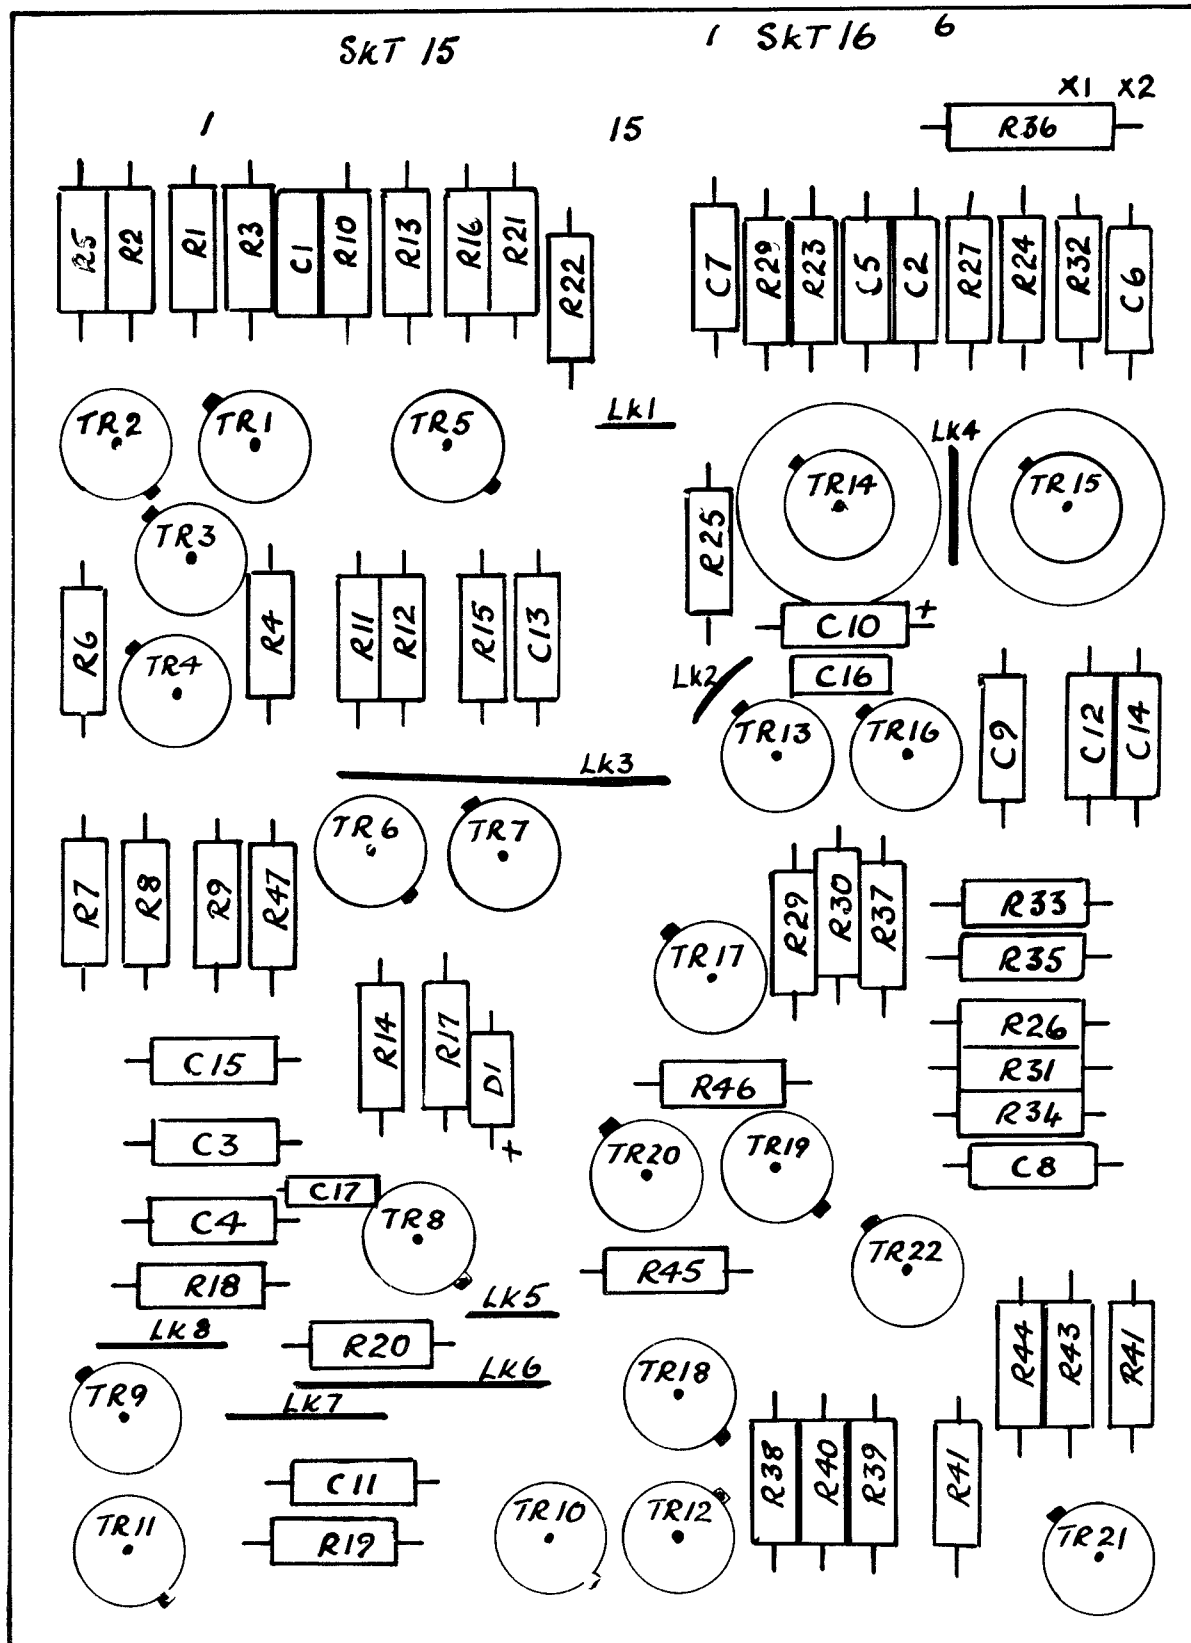 SKT 15
1 SKT 16 6
X1 X2
R36
1 15
R5 R2 R1 R3 C1 R10 R13 R16 R21 R22
C7 R29 R23 C5 C2 R27 R24 R32 C6
TR2 TR1 TR5
LK1
TR14 LK4 TR15
R25
TR3
R6 TR4 R4 R11 R12 R15 C13
C10 +
C16
LK2
TR13 TR16 C9 C12 C14
LK3
TR6 TR7
R7 R8 R9 R47
R29 R30 R37
R33
R35
TR17
R14 R17 D1 +
R26
R31
R34
C8
C15
C3
C17
C4
TR8
R18
R46
TR20 TR19
R45
TR22
LK5
LK8
R20
LK6
LK7
TR9
TR18
R44 R43 R41
C11
R38 R40 R39 R41
TR11 R19 TR10 TR12 TR21